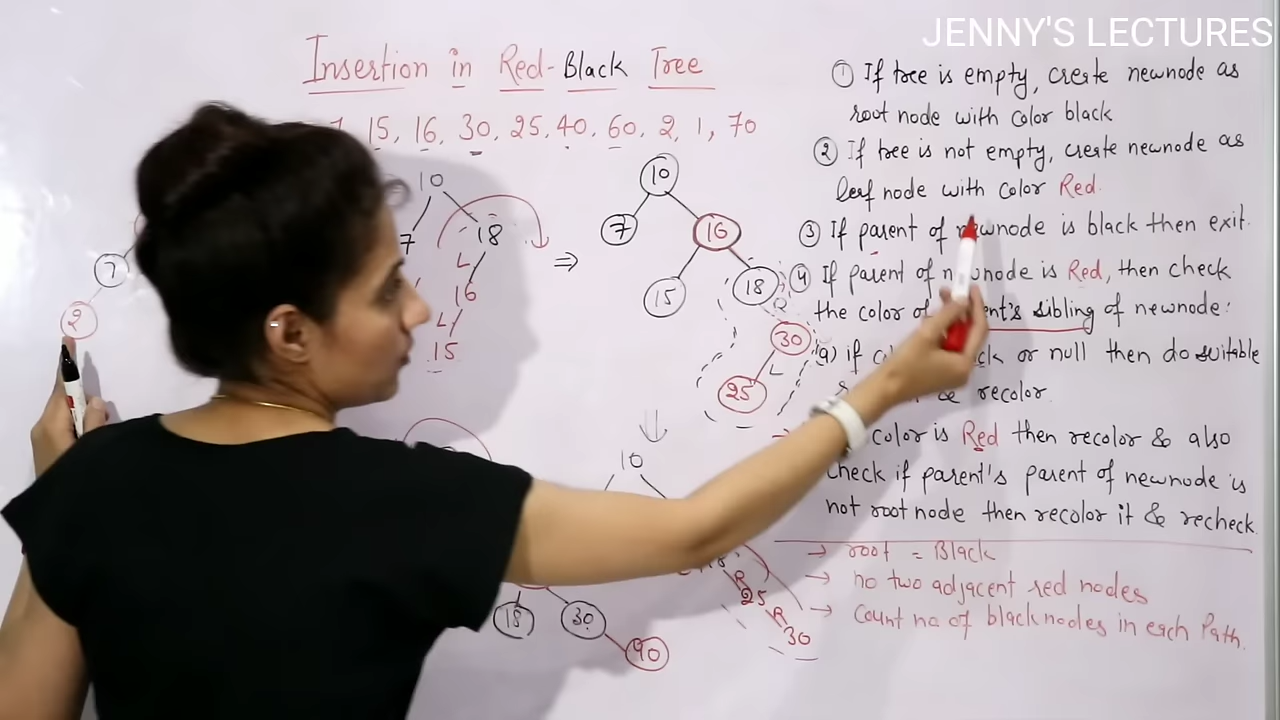 JENNY'S LECTURES
Insertion in Red-Black Tree
7, 15, 16, 30, 25, 40, 60, 2, 1, 70
① If tree is empty, create newnode as
root node with color black
② If tree is not empty, create newnode as
leaf node with color Red.
③ If parent of newnode is black then exit.
④ If parent of newnode is Red, then check
the color of sibling of newnode:
a) if or null then do suitable
recolor.
color is Red then recolor & also
check if parent's parent of newnode is
not root node then recolor it & recheck
→ root = Black
→ no two adjacent red nodes
→ Count no of black nodes in each Path.
7
2
10
7
18
L
16
L
15
⇒
10
7
16
15
18
R
30
L
25
10
18
R
25
R
30
18
30